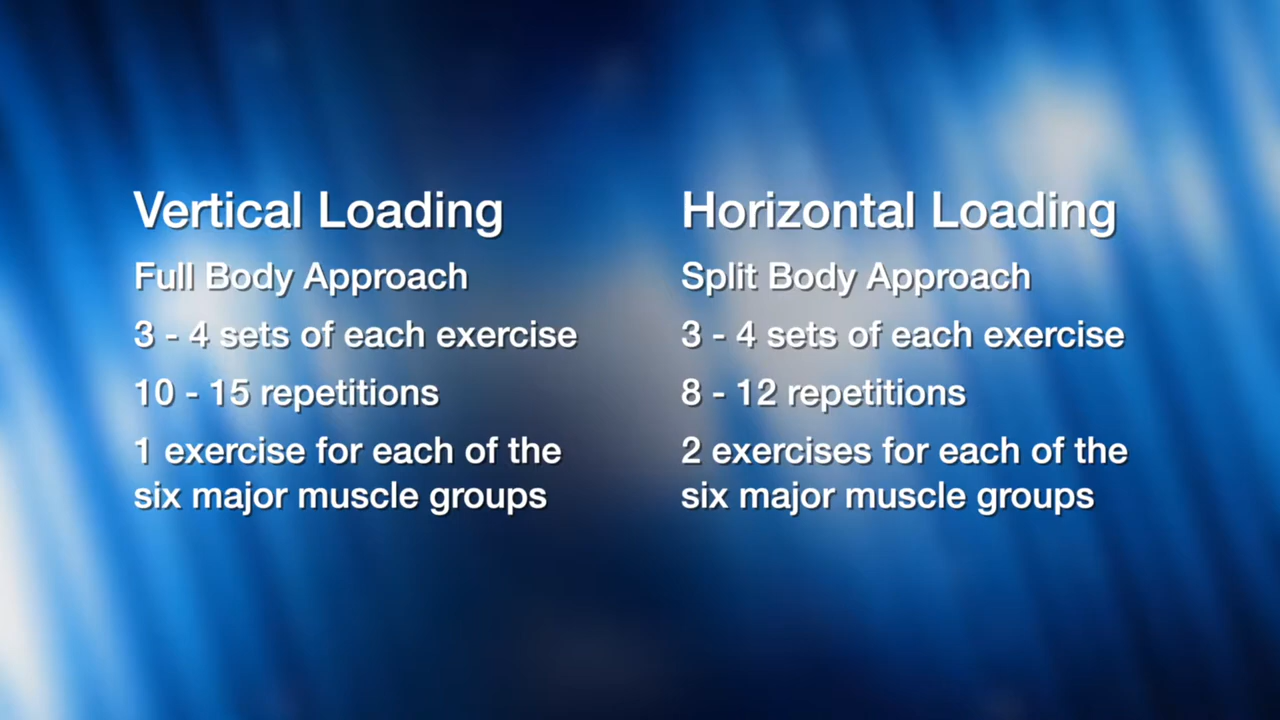 Vertical Loading
Full Body Approach
3 - 4 sets of each exercise
10 - 15 repetitions
1 exercise for each of the
six major muscle groups
Horizontal Loading
Split Body Approach
3 - 4 sets of each exercise
8 - 12 repetitions
2 exercises for each of the
six major muscle groups